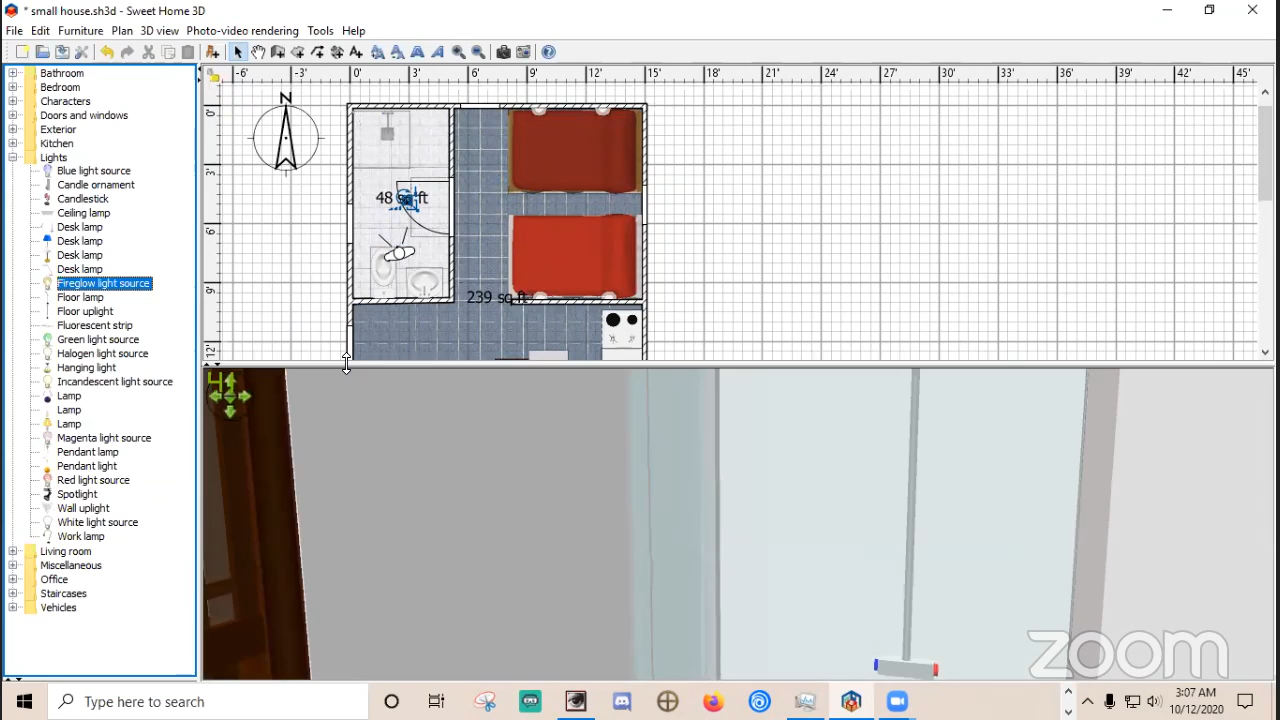 * small house.sh3d - Sweet Home 3D
File Edit Furniture Plan 3D view Photo-video rendering Tools Help
-6' -3' 0' 3' 6' 9' 12' 15' 18' 21' 24' 27' 30' 33' 36' 39' 42' 45'
Bathroom
Bedroom
Characters
Doors and windows
Exterior
Kitchen
Lights
Blue light source
Candle ornament
Candlestick
Ceiling lamp
Desk lamp
Desk lamp
Desk lamp
Desk lamp
Fireglow light source
Floor lamp
Floor uplight
Fluorescent strip
Green light source
Halogen light source
Hanging light
Incandescent light source
Lamp
Lamp
Lamp
Magenta light source
Pendant lamp
Pendant light
Red light source
Spotlight
Wall uplight
White light source
Work lamp
Living room
Miscellaneous
Office
Staircases
Vehicles
0'
3'
6'
9'
12'
N
48 sq ft
239 sq ft
zoom
Type here to search
3:07 AM
10/12/2020